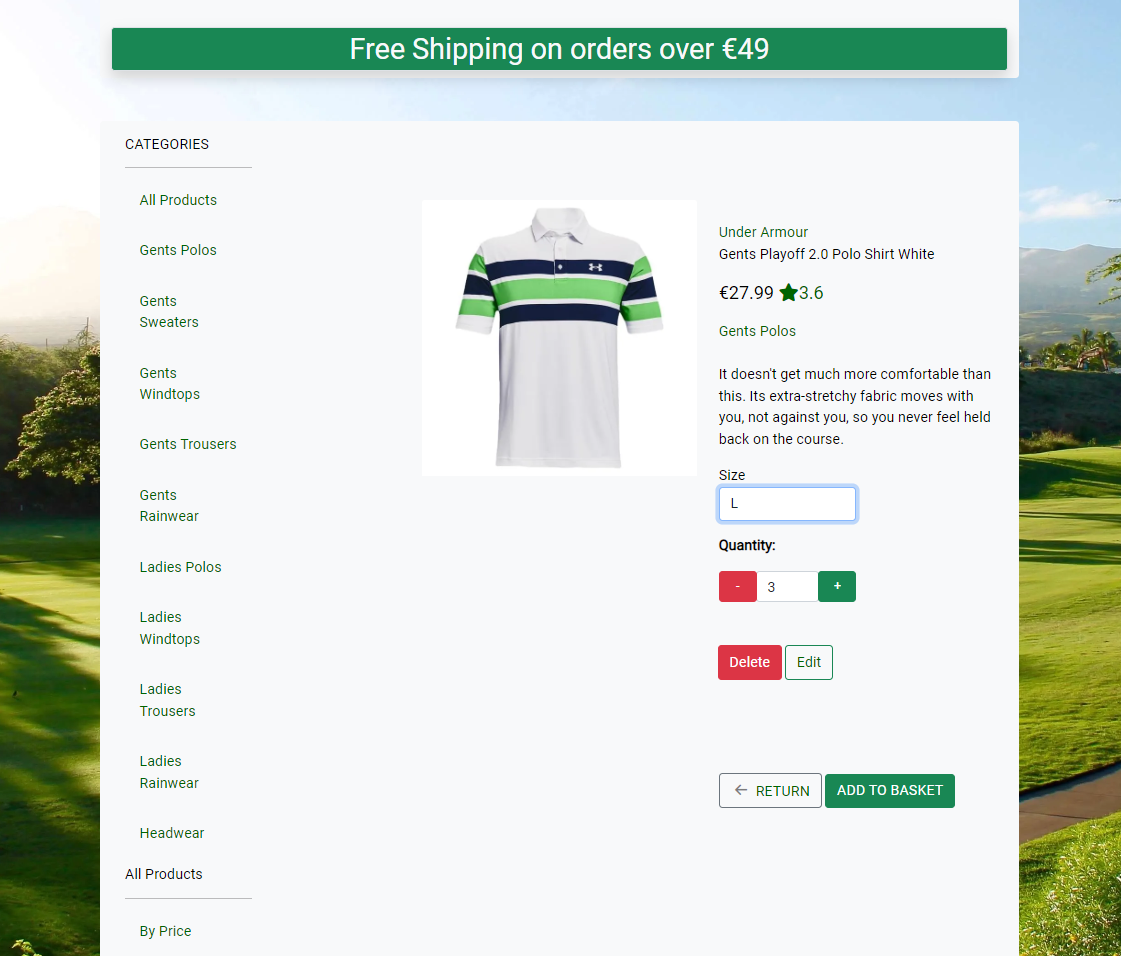 Free Shipping on orders over €49
CATEGORIES
All Products
Gents Polos
Gents
Sweaters
Gents
Windtops
Gents Trousers
Gents
Rainwear
Ladies Polos
Ladies
Windtops
Ladies
Trousers
Ladies
Rainwear
Headwear
All Products
By Price
Under Armour
Gents Playoff 2.0 Polo Shirt White
€27.99 3.6
Gents Polos
It doesn't get much more comfortable than
this. Its extra-stretchy fabric moves with
you, not against you, so you never feel held
back on the course.
Size
L
Quantity:
- 3 +
Delete Edit
RETURN ADD TO BASKET